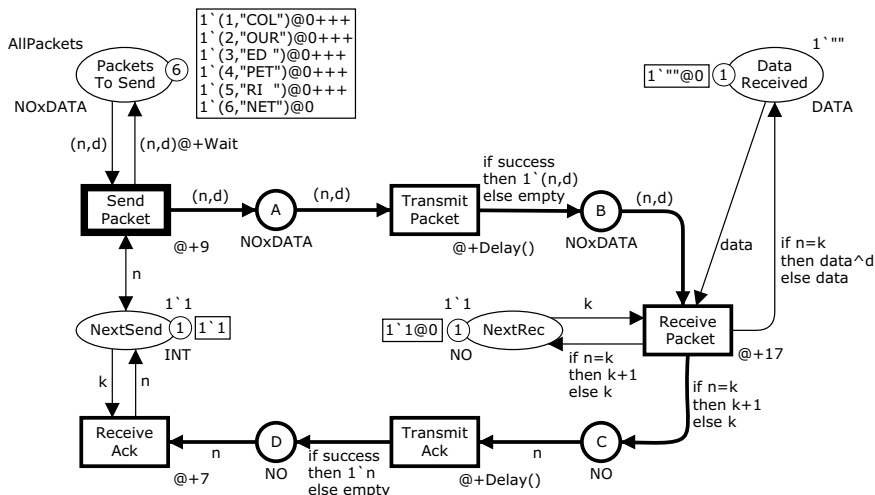 AllPackets
Packets
To Send
6
1`(1,"COL")@0+++
1`(2,"OUR")@0+++
1`(3,"ED ")@0+++
1`(4,"PET")@0+++
1`(5,"RI  ")@0+++
1`(6,"NET")@0
NOxDATA
1`""
1`""@0
1
Data
Received
DATA
(n,d)
(n,d)@+Wait
Send
Packet
@+9
(n,d)
A
NOxDATA
(n,d)
Transmit
Packet
@+Delay()
if success
then 1`(n,d)
else empty
B
NOxDATA
(n,d)
data
if n=k
then data^d
else data
n
1`1
NextSend
1
1`1
INT
1`1
1`1@0
1
NextRec
NO
k
if n=k
then k+1
else k
Receive
Packet
@+17
if n=k
then k+1
else k
k
n
Receive
Ack
@+7
n
D
NO
if success
then 1`n
else empty
Transmit
Ack
@+Delay()
n
C
NO